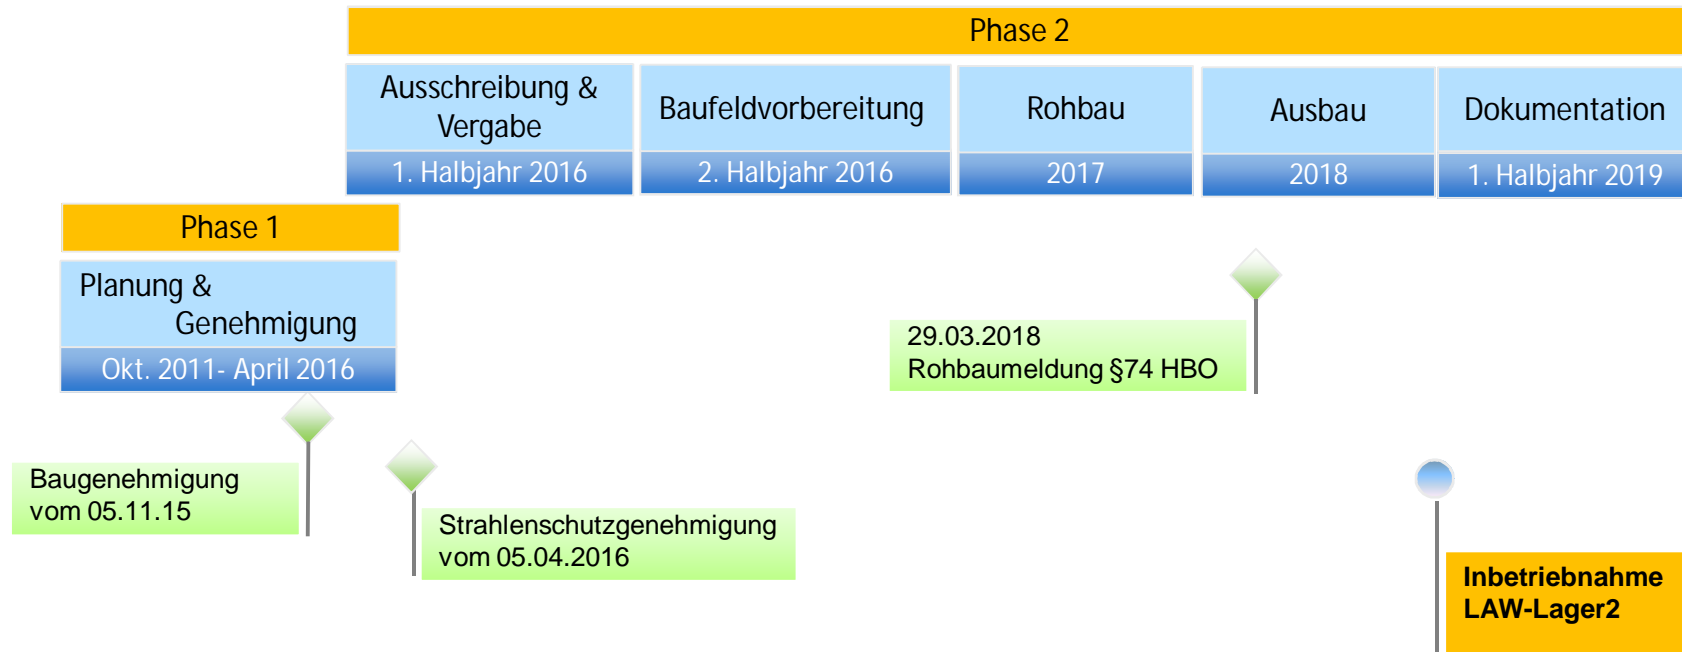 Phase 2
Ausschreibung &
Vergabe
1. Halbjahr 2016
Baufeldvorbereitung
2. Halbjahr 2016
Rohbau
2017
Ausbau
2018
Dokumentation
1. Halbjahr 2019
Phase 1
Planung &
Genehmigung
Okt. 2011- April 2016
29.03.2018
Rohbaumeldung §74 HBO
Baugenehmigung
vom 05.11.15
Strahlenschutzgenehmigung
vom 05.04.2016
Inbetriebnahme
LAW-Lager2